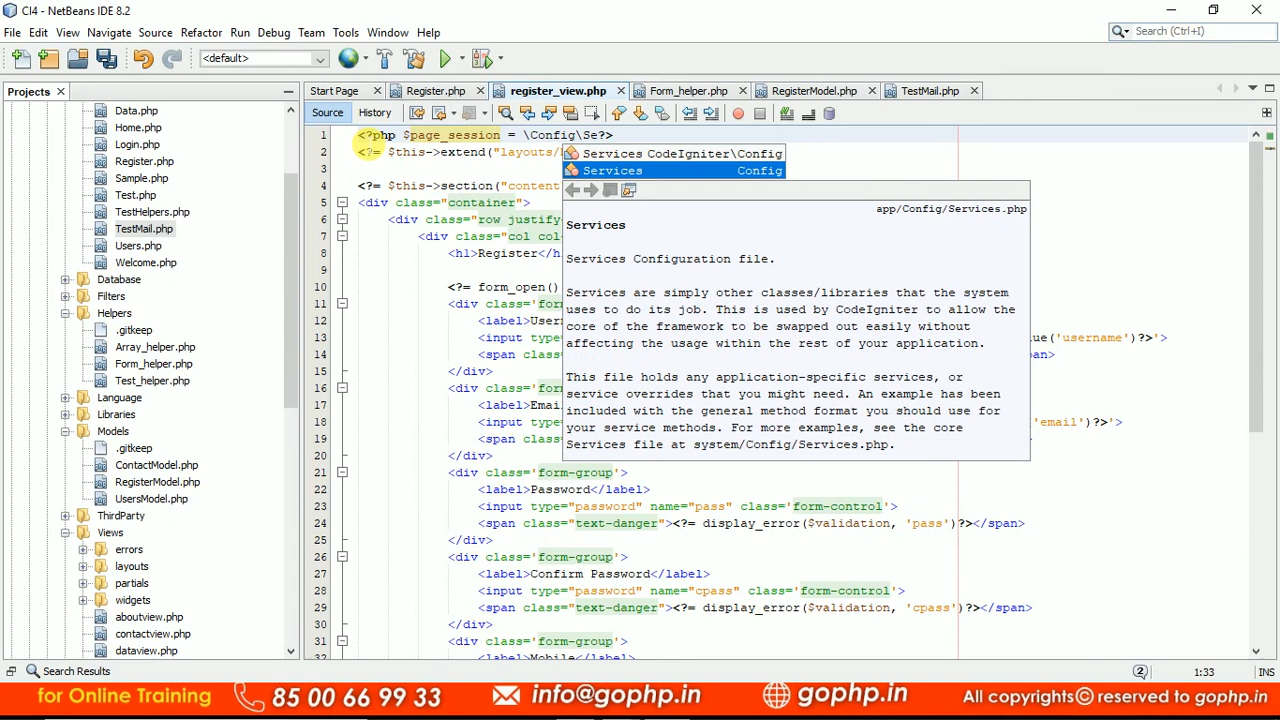 CI4 - NetBeans IDE 8.2
File Edit View Navigate Source Refactor Run Debug Team Tools Window Help
Search (Ctrl+I)
<default>
Projects
Start Page
Register.php
register_view.php
Form_helper.php
RegisterModel.php
TestMail.php
Source
History
Data.php
Home.php
Login.php
Register.php
Sample.php
Test.php
TestHelpers.php
TestMail.php
Users.php
Welcome.php
Database
Filters
Helpers
.gitkeep
Array_helper.php
Form_helper.php
Test_helper.php
Language
Libraries
Models
.gitkeep
ContactModel.php
RegisterModel.php
UsersModel.php
ThirdParty
Views
errors
layouts
partials
widgets
aboutview.php
contactview.php
dataview.php
1 <?php $page_session = \Config\Se?>
2 <?= $this->extend("layouts/
3
4 <?= $this->section("content
5 <div class="container">
6 <div class="row justify
7 <div class="col col
8 <h1>Register</h
9
10 <?= form_open()
11 <div class='for
12 <label>User
13 <input type= ue('username')?>'>
14 <span class= pan>
15 </div>
16 <div class='for
17 <label>Emai
18 <input type= 'email')?>'>
19 <span class=
20 </div>
21 <div class='form-group'>
22 <label>Password</label>
23 <input type="password" name="pass" class='form-control'>
24 <span class="text-danger"><?= display_error($validation, 'pass')?></span>
25 </div>
26 <div class='form-group'>
27 <label>Confirm Password</label>
28 <input type="password" name="cpass" class='form-control'>
29 <span class="text-danger"><?= display_error($validation, 'cpass')?></span>
30 </div>
31 <div class='form-group'>
32 <label>Mobile</label>
Services CodeIgniter\Config
Services Config
app/Config/Services.php
Services
Services Configuration file.
Services are simply other classes/libraries that the system
uses to do its job. This is used by CodeIgniter to allow the
core of the framework to be swapped out easily without
affecting the usage within the rest of your application.
This file holds any application-specific services, or
service overrides that you might need. An example has been
included with the general method format you should use for
your service methods. For more examples, see the core
Services file at system/Config/Services.php.
Search Results
2
1:33
INS
for Online Training 85 00 66 99 33 info@gophp.in gophp.in All copyrights© reserved to gophp.in